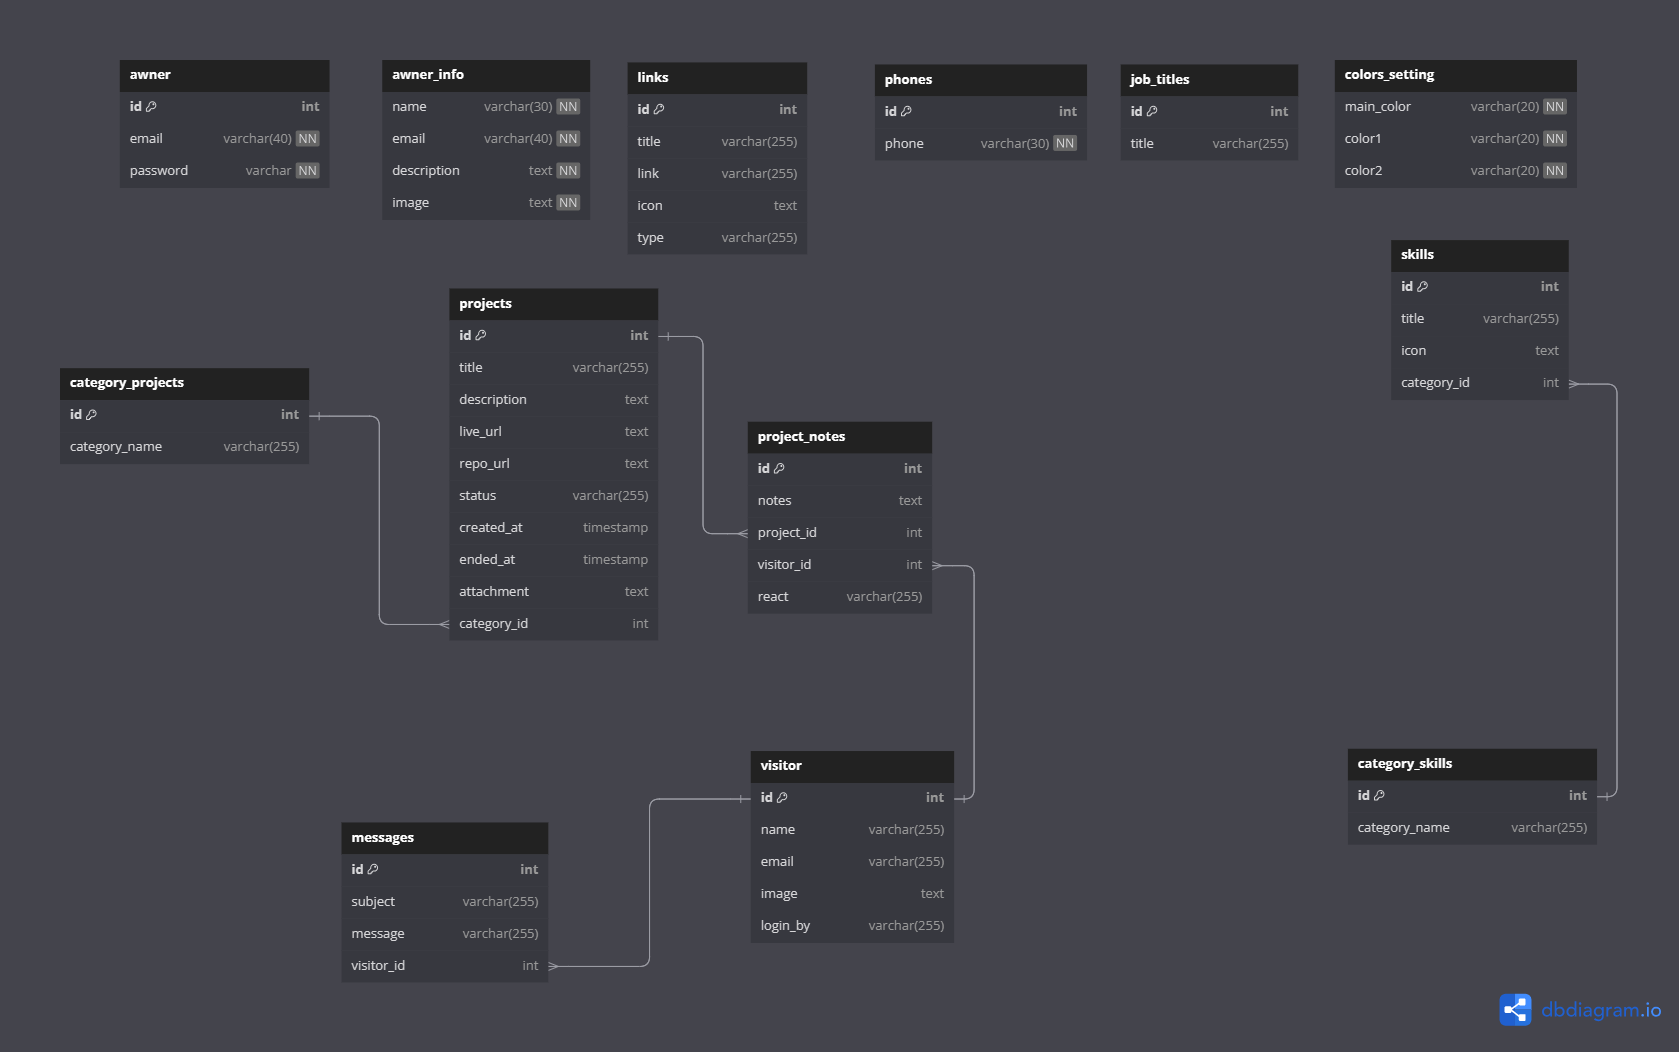 awner
id int
email varchar(40) NN
password varchar NN
awner_info
name varchar(30) NN
email varchar(40) NN
description text NN
image text NN
links
id int
title varchar(255)
link varchar(255)
icon text
type varchar(255)
phones
id int
phone varchar(30) NN
job_titles
id int
title varchar(255)
colors_setting
main_color varchar(20) NN
color1 varchar(20) NN
color2 varchar(20) NN
skills
id int
title varchar(255)
icon text
category_id int
projects
id int
title varchar(255)
description text
live_url text
repo_url text
status varchar(255)
created_at timestamp
ended_at timestamp
attachment text
category_id int
category_projects
id int
category_name varchar(255)
project_notes
id int
notes text
project_id int
visitor_id int
react varchar(255)
visitor
id int
name varchar(255)
email varchar(255)
image text
login_by varchar(255)
category_skills
id int
category_name varchar(255)
messages
id int
subject varchar(255)
message varchar(255)
visitor_id int
dbdiagram.io